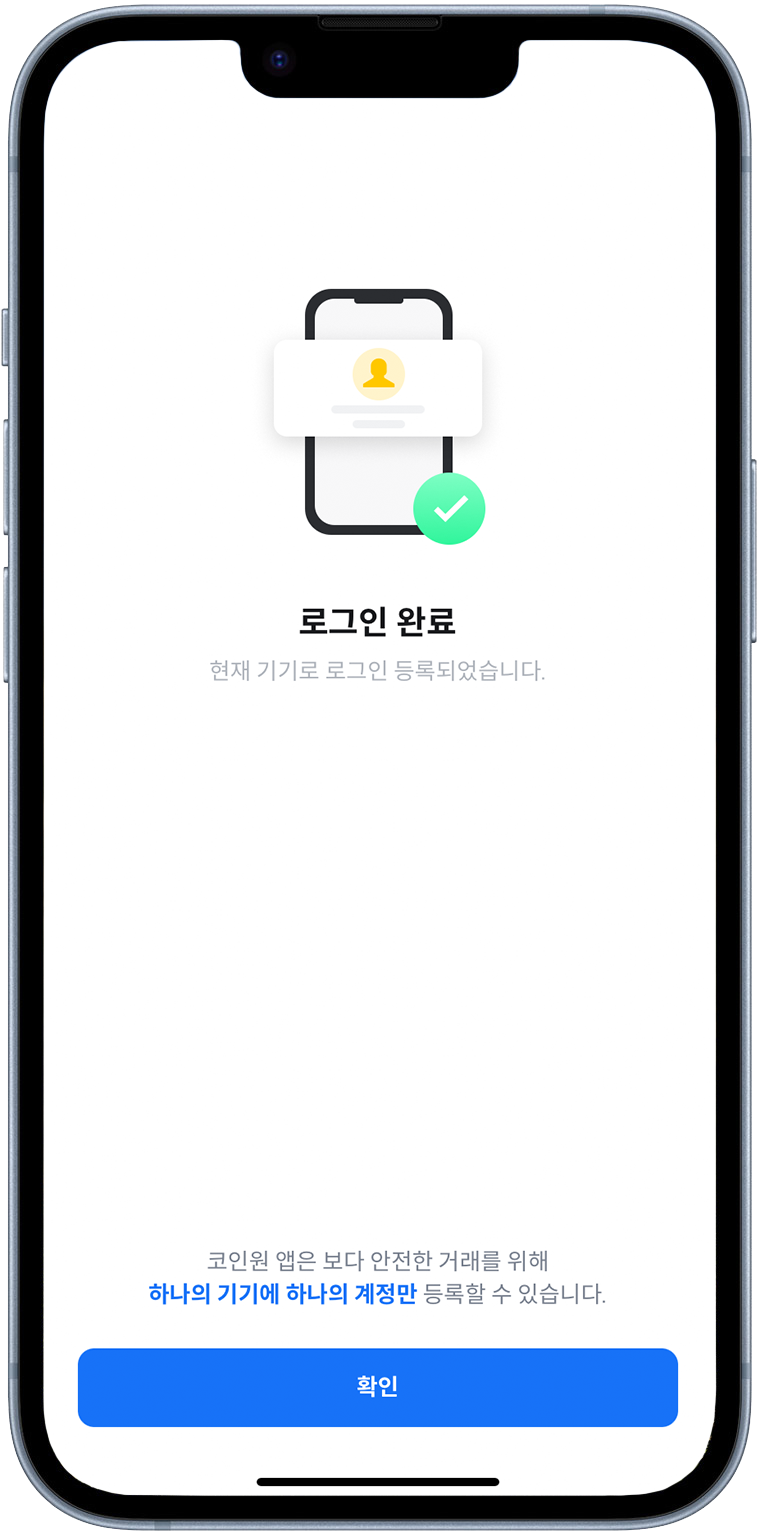 로그인 완료
현재 기기로 로그인 등록되었습니다.
코인원 앱은 보다 안전한 거래를 위해
하나의 기기에 하나의 계정만 등록할 수 있습니다.
확인